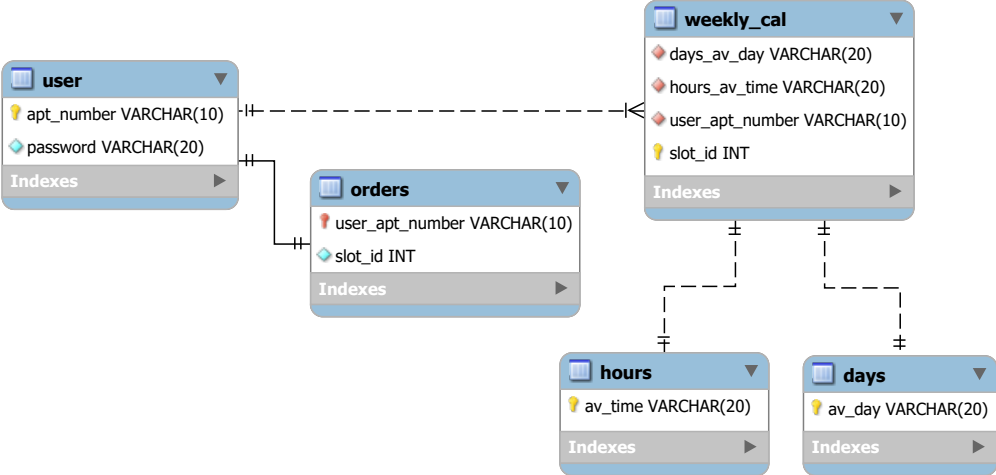 user
apt_number VARCHAR(10)
password VARCHAR(20)
Indexes
orders
user_apt_number VARCHAR(10)
slot_id INT
Indexes
weekly_cal
days_av_day VARCHAR(20)
hours_av_time VARCHAR(20)
user_apt_number VARCHAR(10)
slot_id INT
Indexes
hours
av_time VARCHAR(20)
Indexes
days
av_day VARCHAR(20)
Indexes